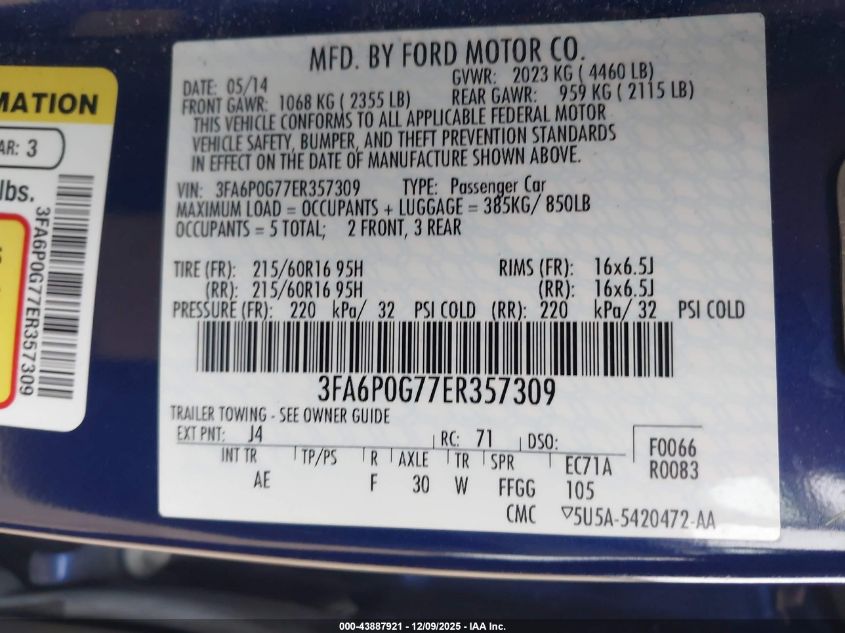 MFD. BY FORD MOTOR CO.
DATE: 05/14 GVWR: 2023 KG ( 4460 LB)
FRONT GAWR: 1068 KG ( 2355 LB) REAR GAWR: 959 KG ( 2115 LB)
THIS VEHICLE CONFORMS TO ALL APPLICABLE FEDERAL MOTOR
VEHICLE SAFETY, BUMPER, AND THEFT PREVENTION STANDARDS
IN EFFECT ON THE DATE OF MANUFACTURE SHOWN ABOVE.
VIN: 3FA6P0G77ER357309 TYPE: Passenger Car
MAXIMUM LOAD = OCCUPANTS + LUGGAGE = 385KG/ 850LB
OCCUPANTS = 5 TOTAL; 2 FRONT, 3 REAR
TIRE (FR): 215/60R16 95H RIMS (FR): 16x6.5J
(RR): 215/60R16 95H (RR): 16x6.5J
PRESSURE (FR): 220 kPa/ 32 PSI COLD (RR): 220 kPa/ 32 PSI COLD
3FA6P0G77ER357309
TRAILER TOWING - SEE OWNER GUIDE
EXT PNT: J4 RC: 71 DSO: F0066
INT TR TP/PS R AXLE TR SPR EC71A R0083
AE F 30 W FFGG 105
CMC ▽5U5A-5420472-AA
MATION
AR: 3
lbs.
3FA6P0G77ER357309
000-43887921 - 12/09/2025 - IAA Inc.